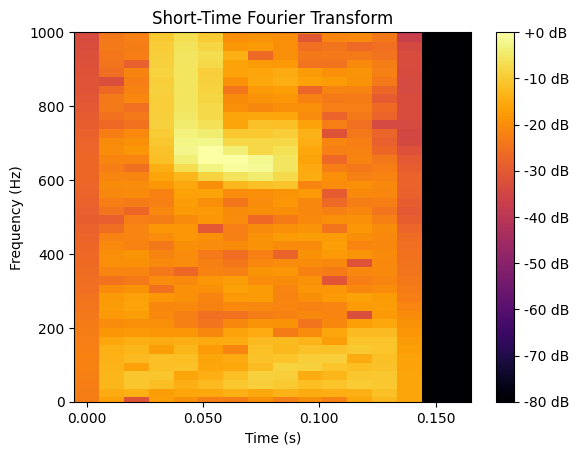 Short-Time Fourier Transform
1000
800
600
400
200
0
Frequency (Hz)
0.000
0.050
0.100
0.150
Time (s)
+0 dB
-10 dB
-20 dB
-30 dB
-40 dB
-50 dB
-60 dB
-70 dB
-80 dB